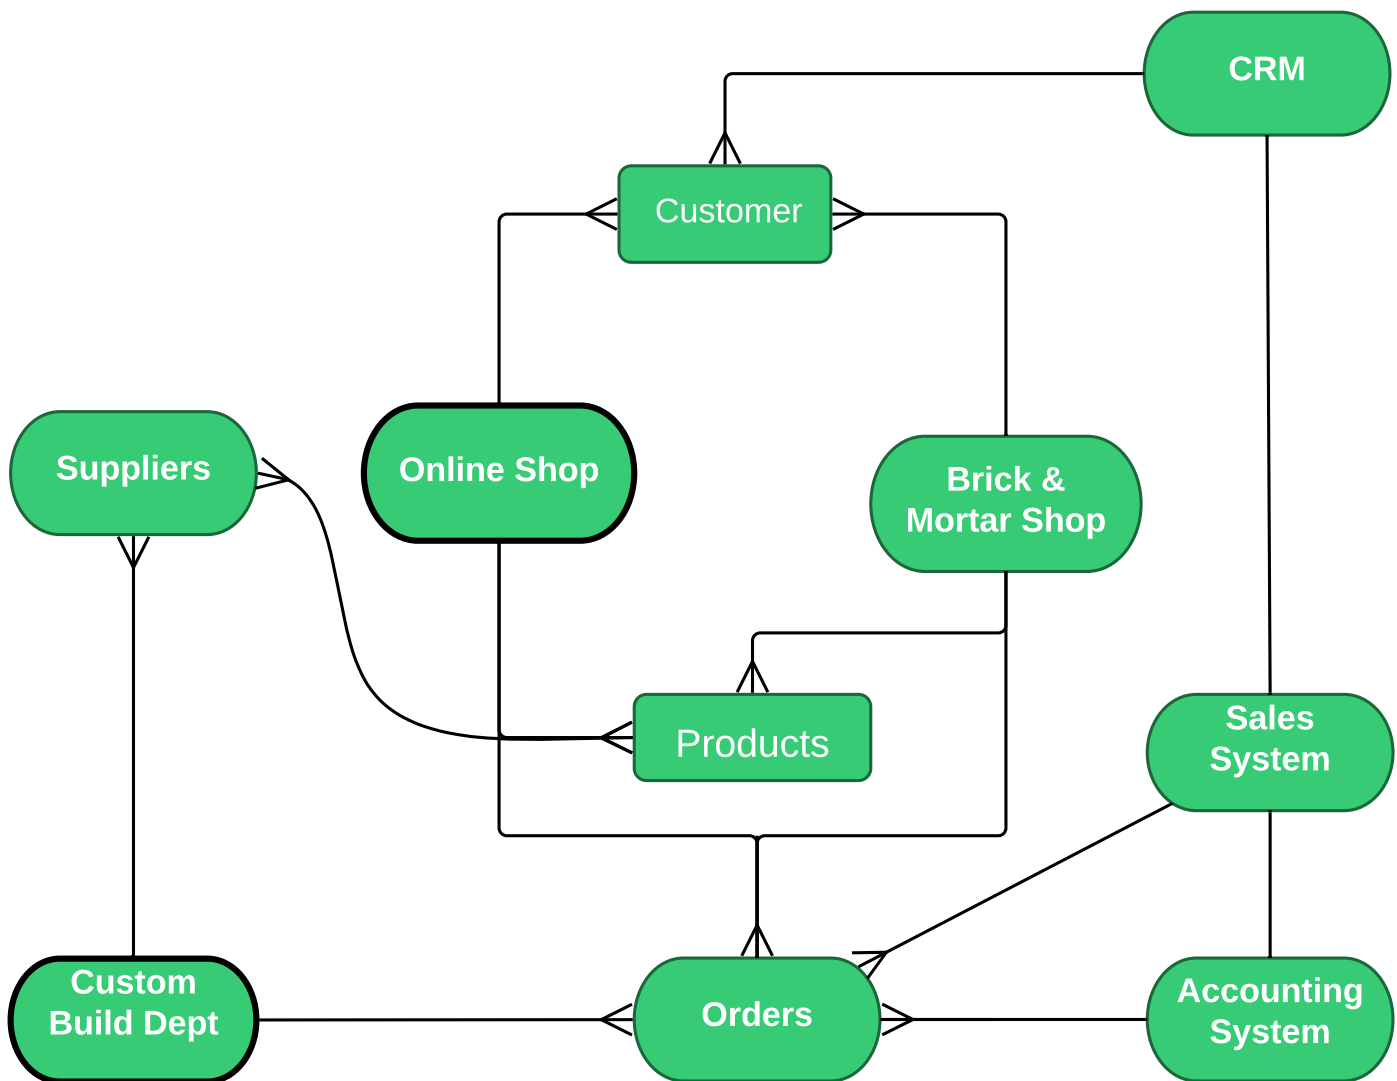 CRM
Customer
Suppliers
Online Shop
Brick &
Mortar Shop
Products
Sales
System
Custom
Build Dept
Orders
Accounting
System